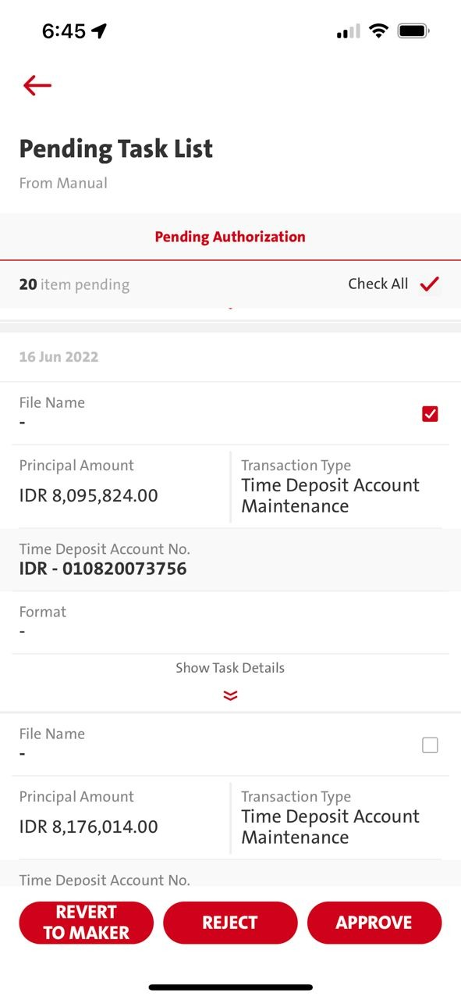 6:45
Pending Task List
From Manual
Pending Authorization
20 item pending
Check All
16 Jun 2022
File Name
-
Principal Amount
IDR 8,095,824.00
Transaction Type
Time Deposit Account
Maintenance
Time Deposit Account No.
IDR - 010820073756
Format
-
Show Task Details
File Name
-
Principal Amount
IDR 8,176,014.00
Transaction Type
Time Deposit Account
Maintenance
Time Deposit Account No.
REVERT
TO MAKER
REJECT
APPROVE